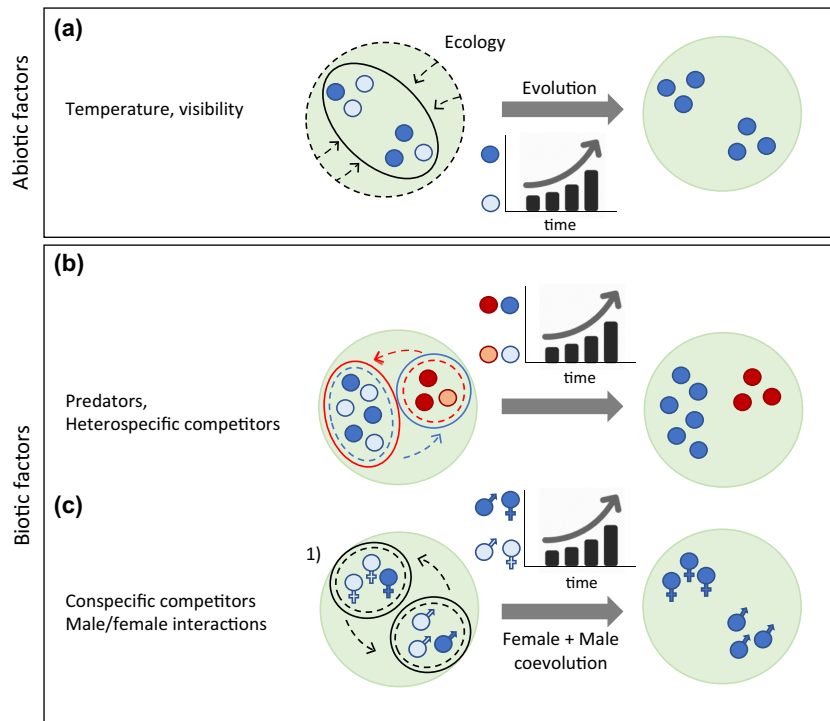 Abiotic factors
(a)
Ecology
Temperature, visibility
Evolution
time
Biotic factors
(b)
time
Predators,
Heterospecific competitors
(c)
1)
time
Conspecific competitors
Male/female interactions
Female + Male
coevolution